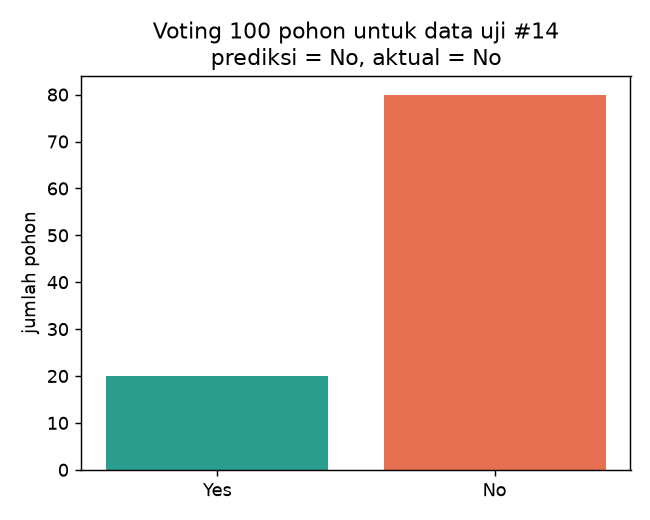 Voting 100 pohon untuk data uji #14
prediksi = No, aktual = No
jumlah pohon
80
70
60
50
40
30
20
10
0
Yes
No